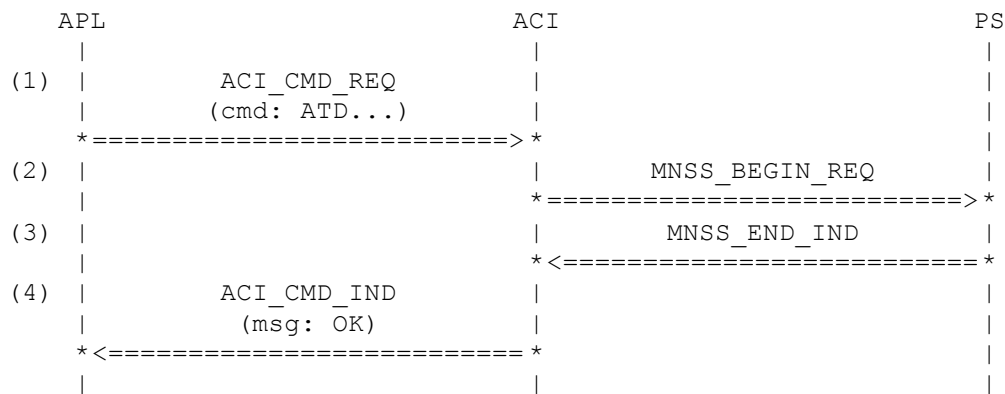 APL ACI PS
| | |
(1) | ACI_CMD_REQ | |
| (cmd: ATD...) | |
*==========================>* |
(2) | | MNSS_BEGIN_REQ |
| *==========================>*
(3) | | MNSS_END_IND |
| *<==========================*
(4) | ACI_CMD_IND | |
| (msg: OK) | |
*<==========================* |
| | |